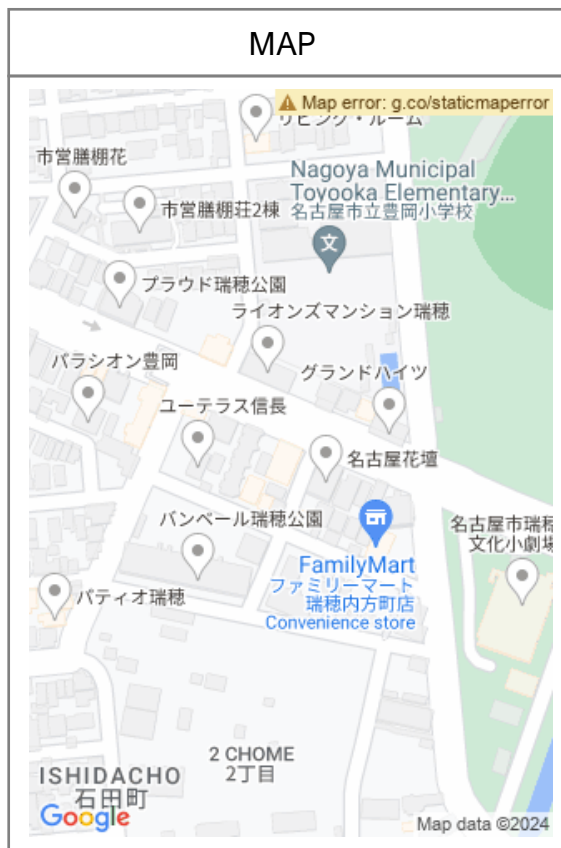 MAP
Map error: g.co/staticmaperror
リビング・ルーム
市営膳棚花
Nagoya Municipal
Toyooka Elementary...
名古屋市立豊岡小学校
市営膳棚荘2棟
文
プラウド瑞穂公園
ライオンズマンション瑞穂
パラシオン豊岡
グランドハイツ
ユーテラス信長
名古屋花壇
バンベール瑞穂公園
名古屋市瑞穂
文化小劇場
FamilyMart
ファミリーマート
瑞穂内方町店
Convenience store
パティオ瑞穂
2 CHOME
2丁目
ISHIDACHO
石田町
Google
Map data ©2024